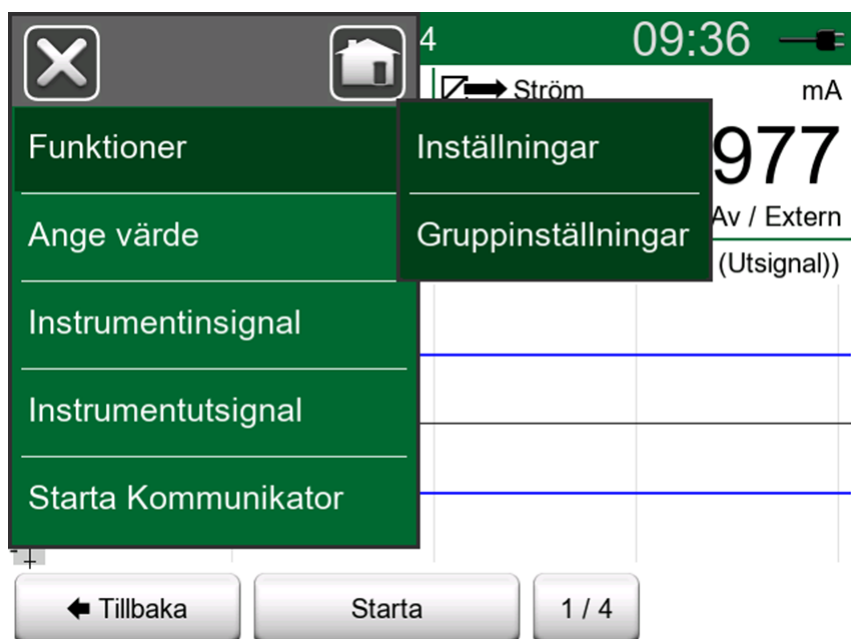 4 09:36
Ström mA
Funktioner Inställningar 977
Ange värde Gruppinställningar Av / Extern
(Utsignal))
Instrumentinsignal
Instrumentutsignal
Starta Kommunikator
Tillbaka Starta 1 / 4